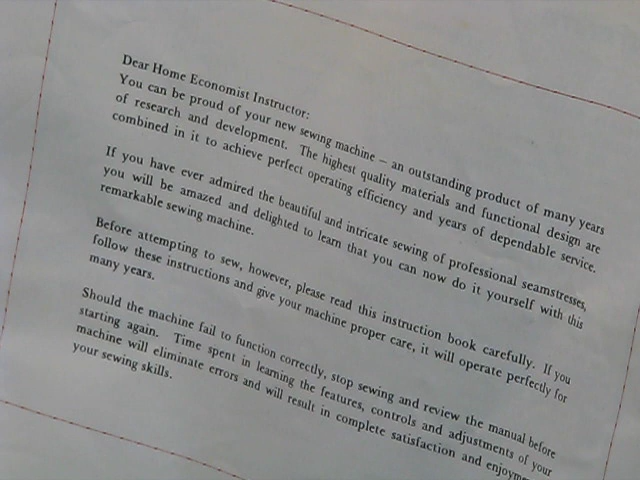 Dear Home Economist Instructor:
You can be proud of your new sewing machine — an outstanding product of many years
of research and development. The highest quality materials and functional design are
combined in it to achieve perfect operating efficiency and years of dependable service.
If you have ever admired the beautiful and intricate sewing of professional seamstresses,
you will be amazed and delighted to learn that you can now do it yourself with this
remarkable sewing machine.
Before attempting to sew, however, please read this instruction book carefully. If you
follow these instructions and give your machine proper care, it will operate perfectly for
many years.
Should the machine fail to function correctly, stop sewing and review the manual before
starting again. Time spent in learning the features, controls and adjustments of your
machine will eliminate errors and will result in complete satisfaction and
your sewing skills.